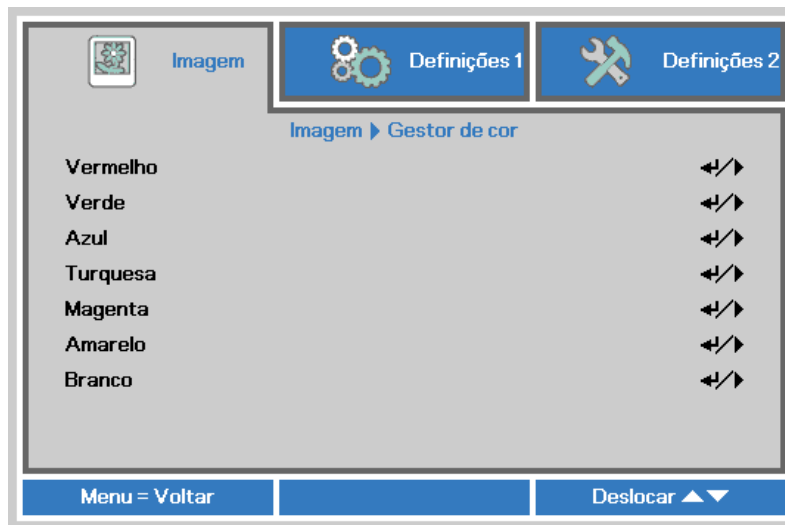 Imagem Definições 1 Definições 2
Imagem ▶ Gestor de cor
Vermelho
Verde
Azul
Turquesa
Magenta
Amarelo
Branco
Menu = Voltar Deslocar ▲▼